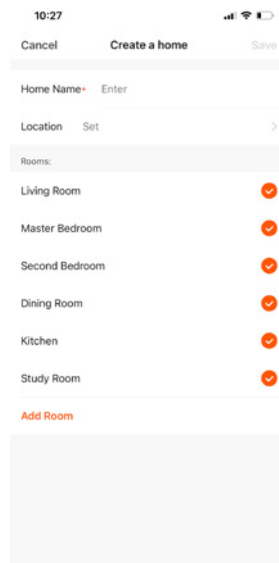 10:27
Cancel Create a home Save
Home Name• Enter
Location Set
Rooms:
Living Room
Master Bedroom
Second Bedroom
Dining Room
Kitchen
Study Room
Add Room